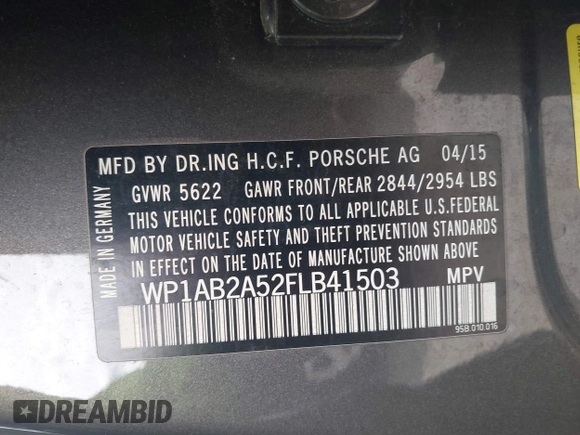 MFD BY DR.ING H.C.F. PORSCHE AG 04/15
GVWR 5622 GAWR FRONT/REAR 2844/2954 LBS
THIS VEHICLE CONFORMS TO ALL APPLICABLE U.S.FEDERAL
MOTOR VEHICLE SAFETY AND THEFT PREVENTION STANDARDS
IN EFFECT ON THE DATE OF MANUFACTURE SHOWN ABOVE
WP1AB2A52FLB41503 MPV
MADE IN GERMANY
95B.010.016
DREAMBID